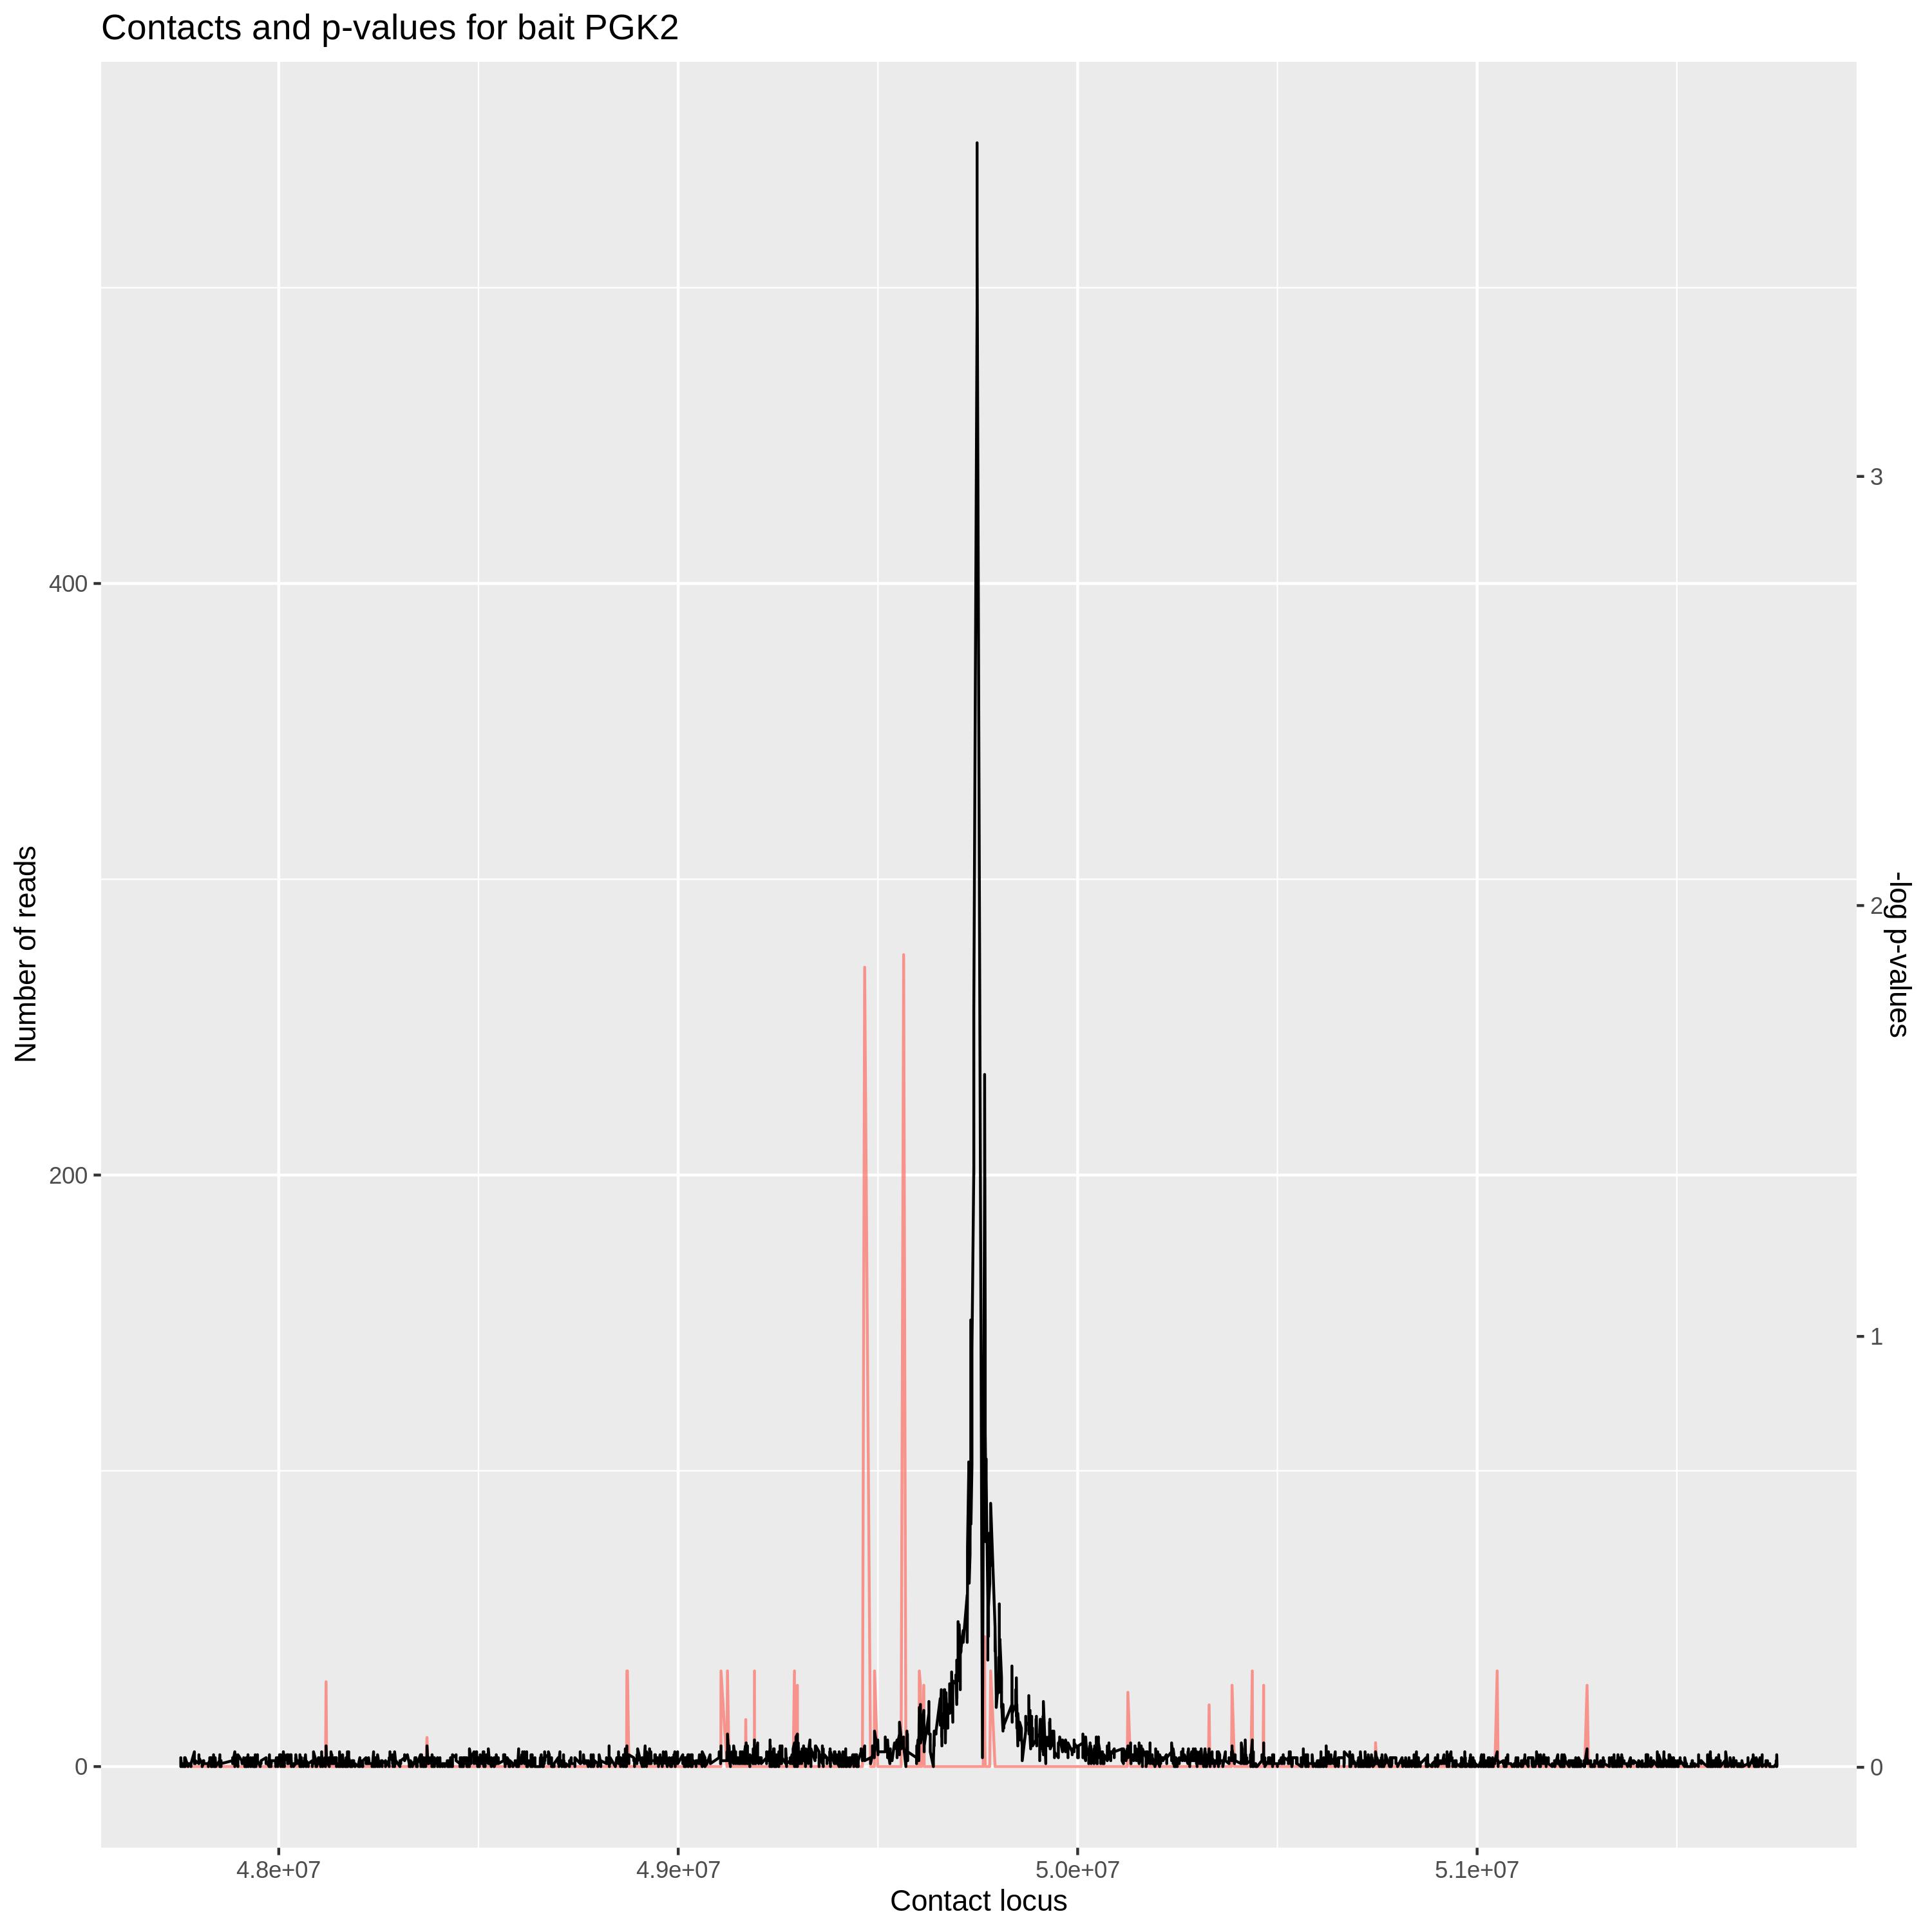 Contacts and p-values for bait PGK2
Number of reads
400
200
0
3
2
1
0
-log p-values
4.8e+07
4.9e+07
5.0e+07
5.1e+07
Contact locus